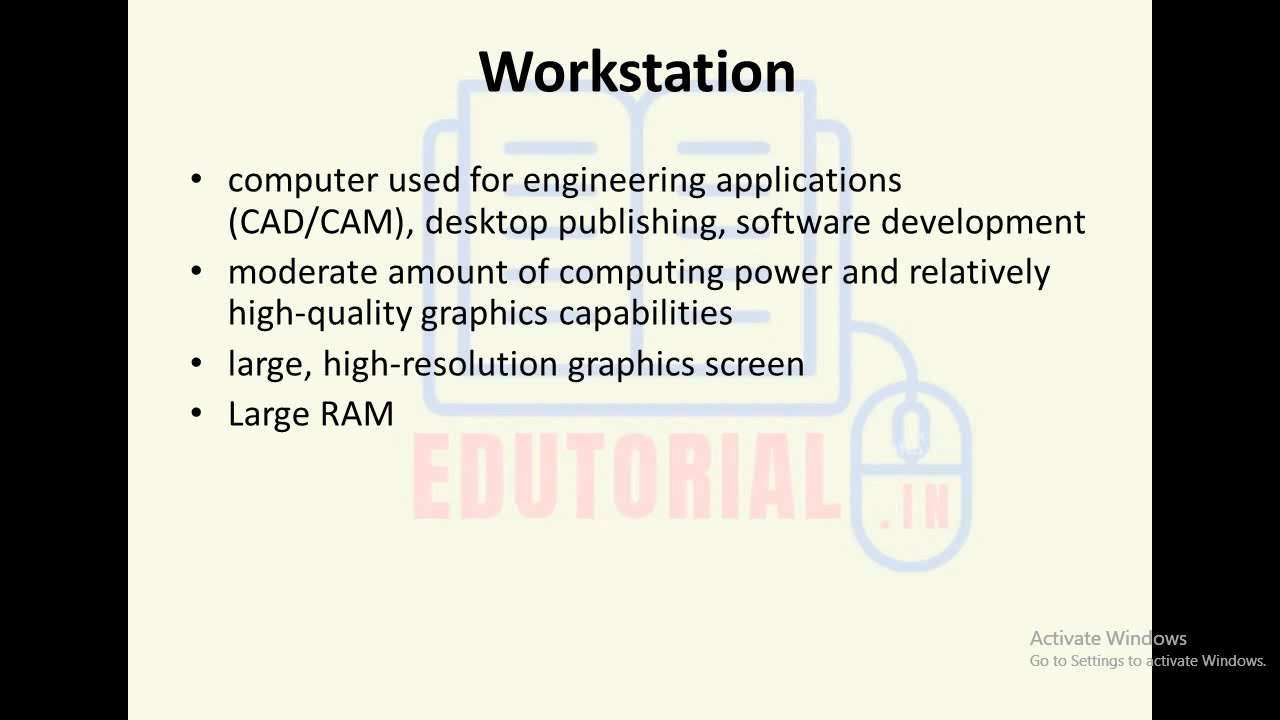 Workstation
• computer used for engineering applications
(CAD/CAM), desktop publishing, software development
• moderate amount of computing power and relatively
high-quality graphics capabilities
• large, high-resolution graphics screen
• Large RAM
EDUTORIAL
.IN
Activate Windows
Go to Settings to activate Windows.